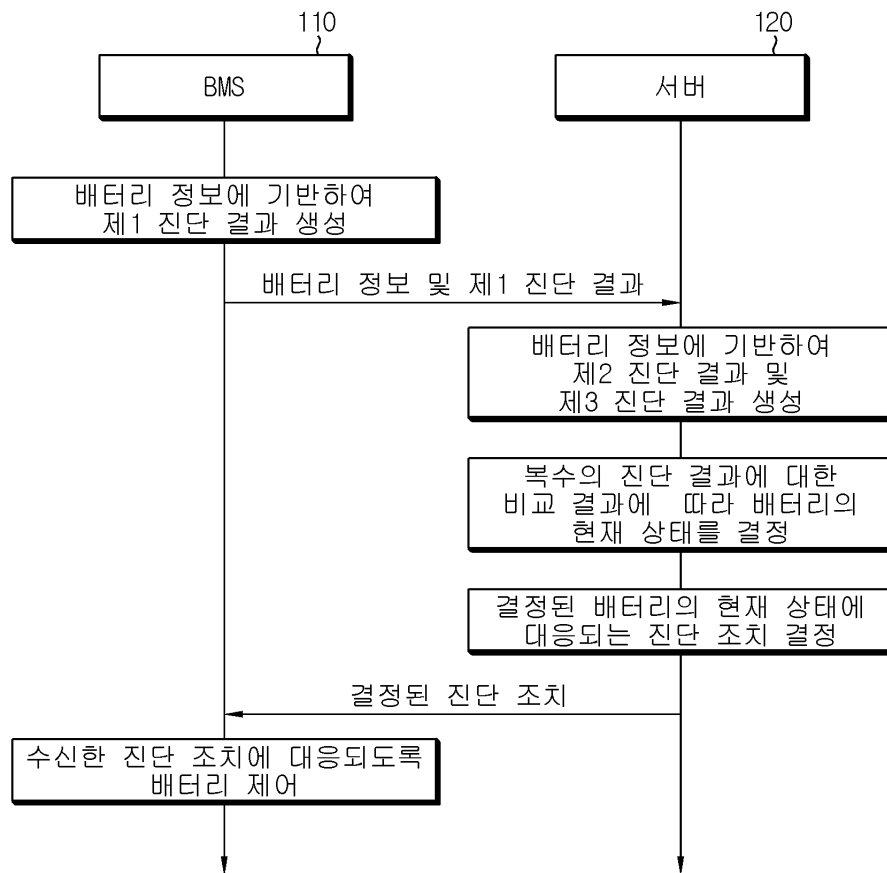 110
120
BMS
서버
배터리 정보에 기반하여
제1 진단 결과 생성
배터리 정보 및 제1 진단 결과
배터리 정보에 기반하여
제2 진단 결과 및
제3 진단 결과 생성
복수의 진단 결과에 대한
비교 결과에 따라 배터리의
현재 상태를 결정
결정된 배터리의 현재 상태에
대응되는 진단 조치 결정
결정된 진단 조치
수신한 진단 조치에 대응되도록
배터리 제어